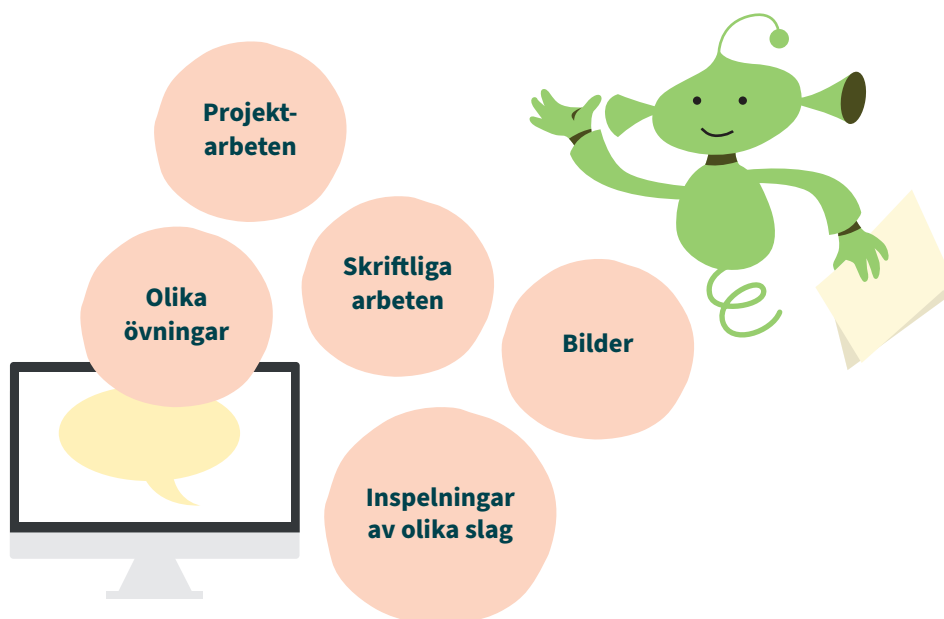 Projekt-
arbeten
Skriftliga
arbeten
Olika
övningar
Bilder
Inspelningar
av olika slag